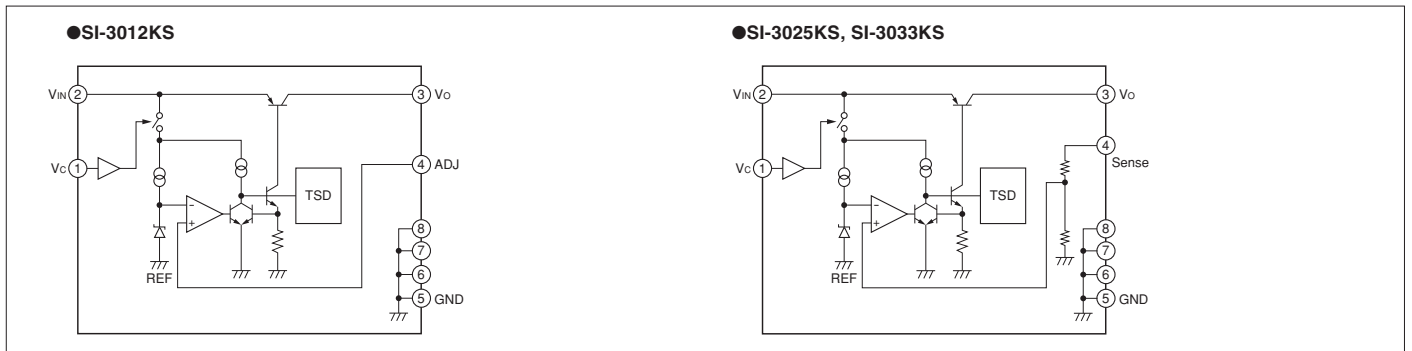 ●SI-3012KS
VIN 2
3 VO
VC 1
4 ADJ
TSD
-
+
REF
8
7
6
5 GND
●SI-3025KS, SI-3033KS
VIN 2
3 VO
4
Sense
VC 1
TSD
-
+
REF
8
7
6
5 GND